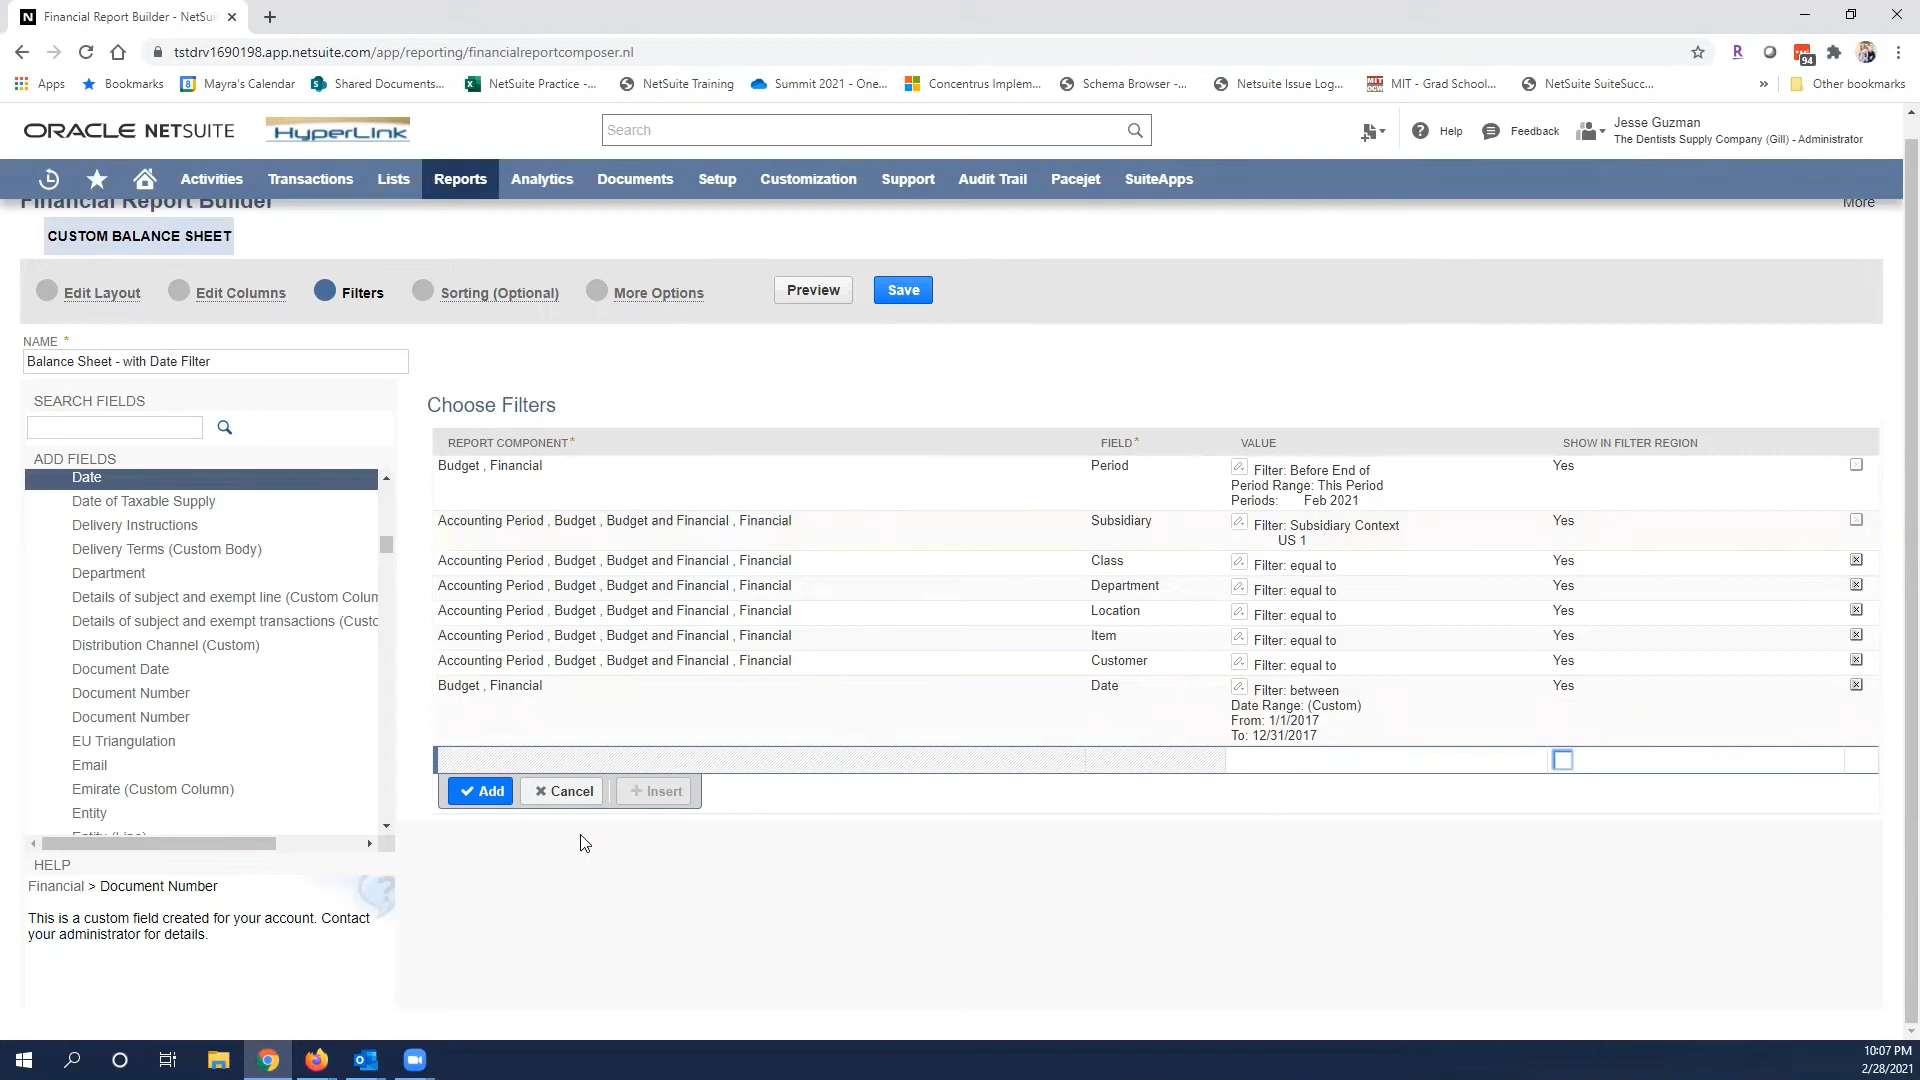 Financial Report Builder - NetSui
tstdrv1690198.app.netsuite.com/app/reporting/financialreportcomposer.nl
R
94
Apps
Bookmarks
8
Mayra's Calendar
Shared Documents...
NetSuite Practice -...
NetSuite Training
Summit 2021 - One...
Concentrus Implem...
Schema Browser -...
Netsuite Issue Log...
MIT - Grad School...
NetSuite SuiteSucc...
»
Other bookmarks
ORACLE NETSUITE
HyperLink
Search
Help
Feedback
Jesse Guzman
The Dentists Supply Company (Gill) - Administrator
Activities
Transactions
Lists
Reports
Analytics
Documents
Setup
Customization
Support
Audit Trail
Pacejet
SuiteApps
Financial Report Builder
More
CUSTOM BALANCE SHEET
Edit Layout
Edit Columns
Filters
Sorting (Optional)
More Options
Preview
Save
NAME *
Balance Sheet - with Date Filter
SEARCH FIELDS
ADD FIELDS
Date
Date of Taxable Supply
Delivery Instructions
Delivery Terms (Custom Body)
Department
Details of subject and exempt line (Custom Colum
Details of subject and exempt transactions (Custo
Distribution Channel (Custom)
Document Date
Document Number
Document Number
EU Triangulation
Email
Emirate (Custom Column)
Entity
Entity (Line)
HELP
Financial > Document Number
This is a custom field created for your account. Contact
your administrator for details.
Choose Filters
REPORT COMPONENT * FIELD * VALUE SHOW IN FILTER REGION
Budget , Financial Period Filter: Before End of Yes
Period Range: This Period
Periods: Feb 2021
Accounting Period , Budget , Budget and Financial , Financial Subsidiary Filter: Subsidiary Context Yes
US 1
Accounting Period , Budget , Budget and Financial , Financial Class Filter: equal to Yes
Accounting Period , Budget , Budget and Financial , Financial Department Filter: equal to Yes
Accounting Period , Budget , Budget and Financial , Financial Location Filter: equal to Yes
Accounting Period , Budget , Budget and Financial , Financial Item Filter: equal to Yes
Accounting Period , Budget , Budget and Financial , Financial Customer Filter: equal to Yes
Budget , Financial Date Filter: between Yes
Date Range: (Custom)
From: 1/1/2017
To: 12/31/2017
Add
Cancel
Insert
10:07 PM
2/28/2021